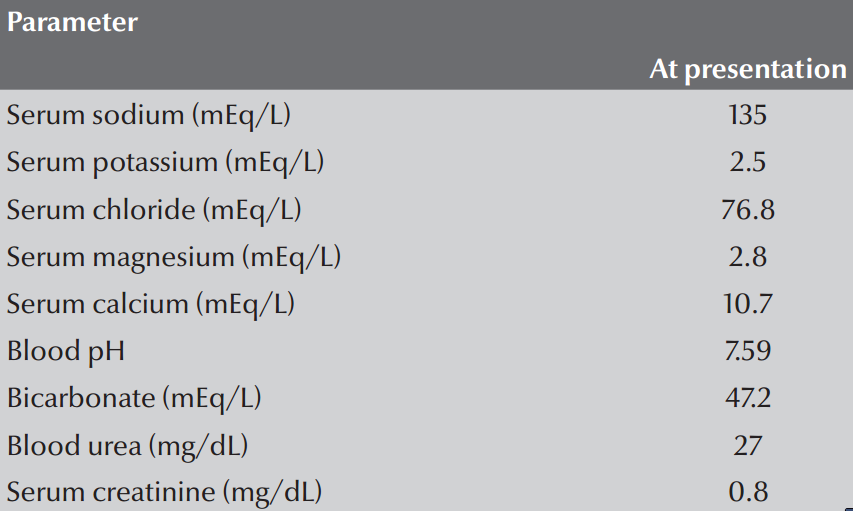 Parameter
At presentation
Serum sodium (mEq/L) 135
Serum potassium (mEq/L) 2.5
Serum chloride (mEq/L) 76.8
Serum magnesium (mEq/L) 2.8
Serum calcium (mEq/L) 10.7
Blood pH 7.59
Bicarbonate (mEq/L) 47.2
Blood urea (mg/dL) 27
Serum creatinine (mg/dL) 0.8